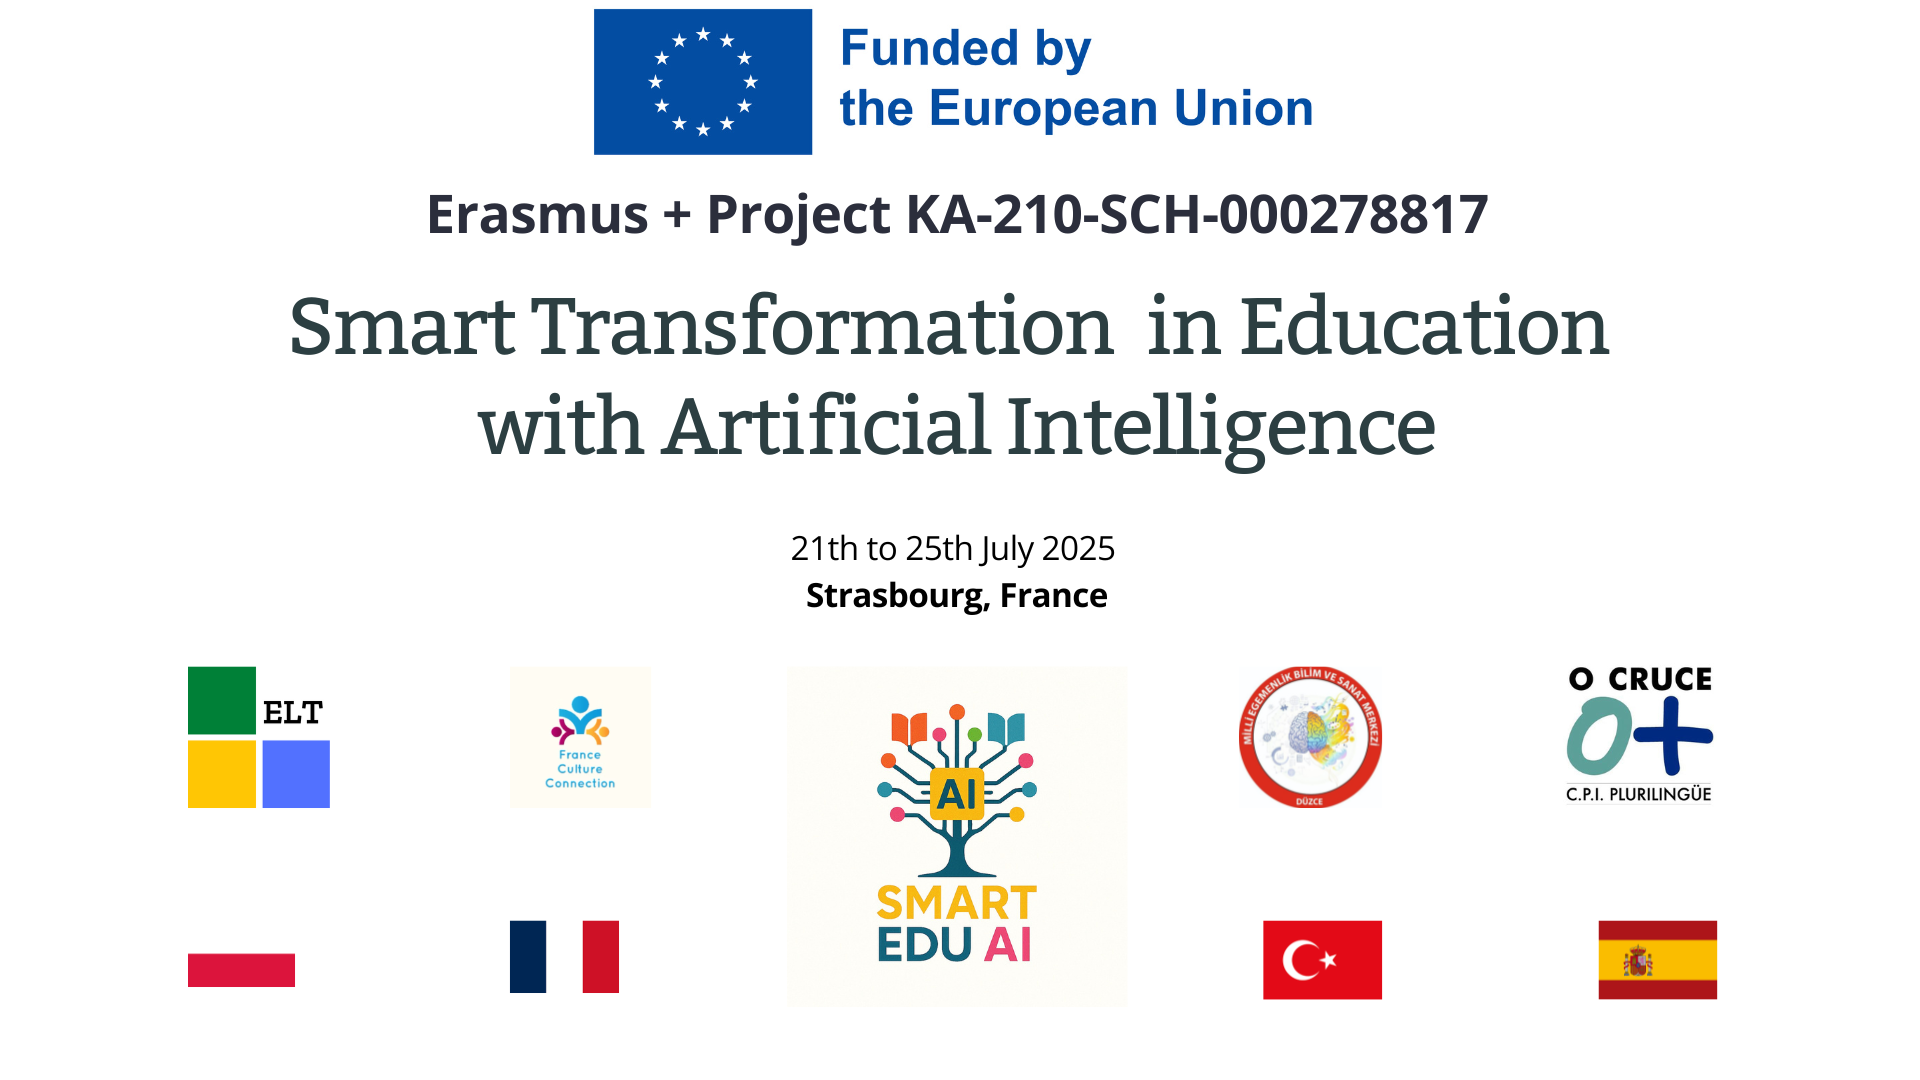 Funded by
the European Union
Erasmus + Project KA-210-SCH-000278817
Smart Transformation in Education
with Artificial Intelligence
21th to 25th July 2025
Strasbourg, France
ELT
France
Culture
Connection
AI
SMART
EDU AI
MİLLİ EGEMENLİK BİLİM VE SANAT MERKEZİ
DÜZCE
O CRUCE
C.P.I. PLURILINGÜE